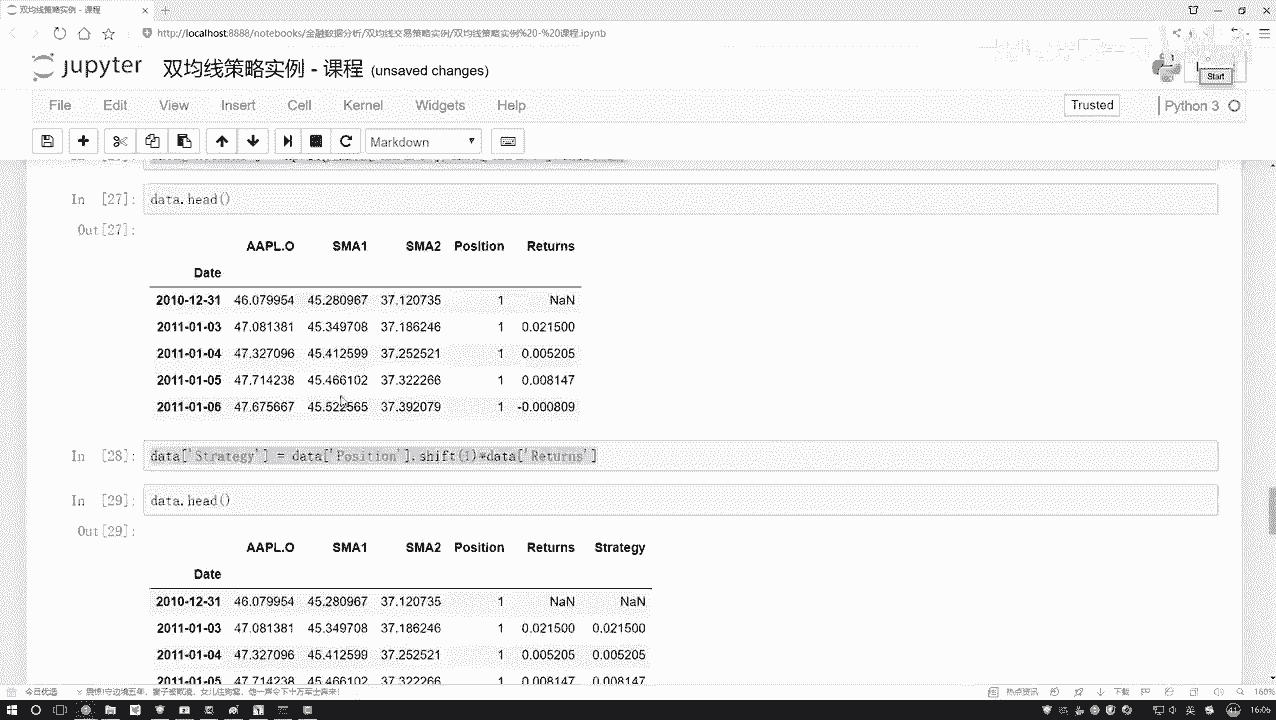 双均线策略实例 - 课程
http://localhost:8888/notebooks/金融数据分析/双均线交易策略实例/双均线策略实例%20-%20课程.ipynb
jupyter 双均线策略实例 - 课程 (unsaved changes)
Start
File Edit View Insert Cell Kernel Widgets Help Trusted Python 3
Markdown
In [27]: data.head()
Out[27]:
AAPL.O SMA1 SMA2 Position Returns
Date
2010-12-31 46.079954 45.280967 37.120735 1 NaN
2011-01-03 47.081381 45.349708 37.186246 1 0.021500
2011-01-04 47.327096 45.412599 37.252521 1 0.005205
2011-01-05 47.714238 45.466102 37.322266 1 0.008147
2011-01-06 47.675667 45.522565 37.392079 1 -0.000809
In [28]: data['Strategy'] = data['Position'].shift(1)*data['Returns']
In [29]: data.head()
Out[29]:
AAPL.O SMA1 SMA2 Position Returns Strategy
Date
2010-12-31 46.079954 45.280967 37.120735 1 NaN NaN
2011-01-03 47.081381 45.349708 37.186246 1 0.021500 0.021500
2011-01-04 47.327096 45.412599 37.252521 1 0.005205 0.005205
2011-01-05 47.714238 45.466102 37.322266 1 0.008147 0.008147
今日优选 热点资讯 下载 160%
英 16:05